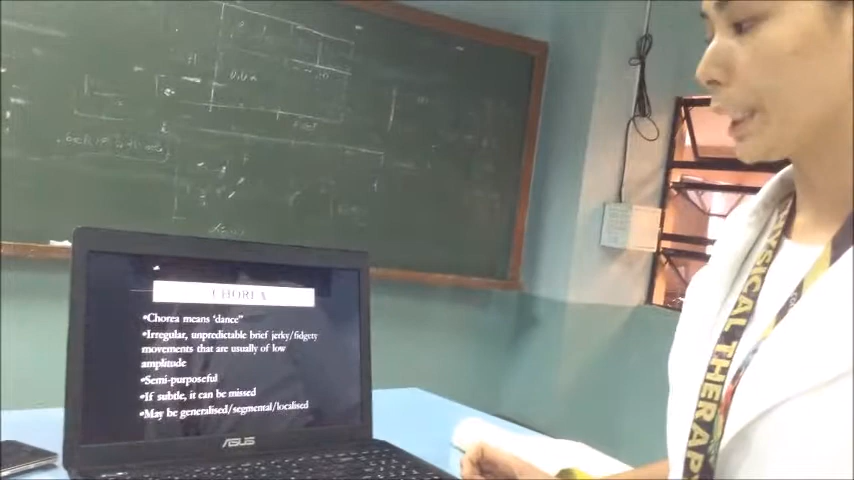 CHOREA
•Chorea means ‘dance”
•Irregular, unpredictable brief jerky/fidgety
movements that are usually of low
amplitude
•Semi-purposeful
•If subtle, it can be missed
•May be generalised/segmental/localised
ASUS
PHYSICAL THERAPY